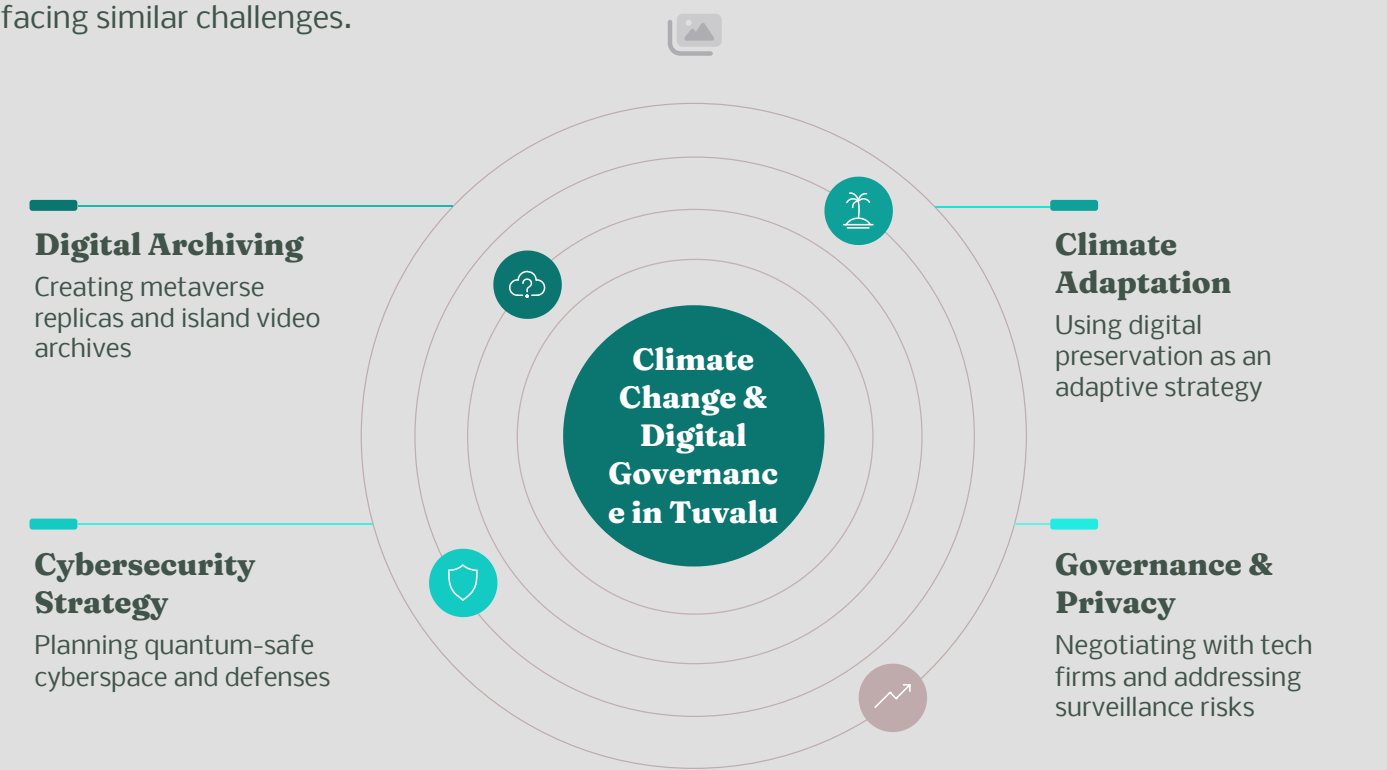 facing similar challenges.
Digital Archiving
Creating metaverse
replicas and island video
archives
Climate
Adaptation
Using digital
preservation as an
adaptive strategy
Climate
Change &
Digital
Governanc
e in Tuvalu
Cybersecurity
Strategy
Planning quantum-safe
cyberspace and defenses
Governance &
Privacy
Negotiating with tech
firms and addressing
surveillance risks